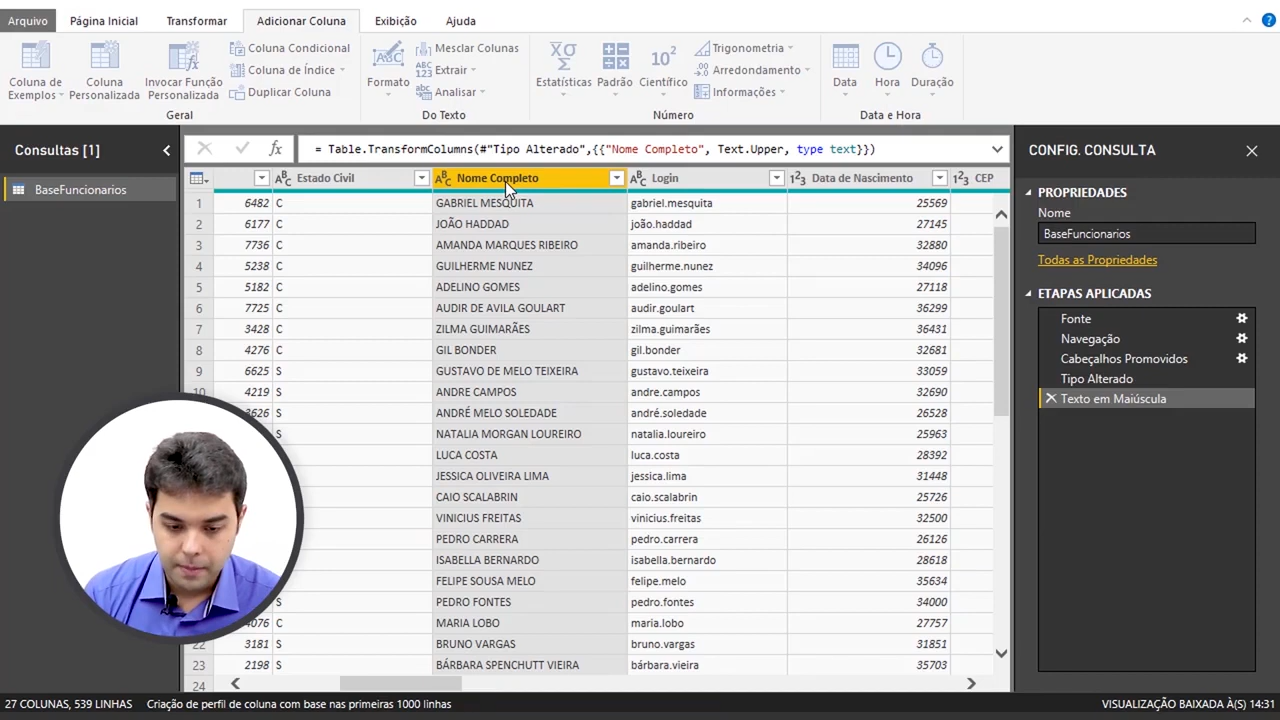 Arquivo Página Inicial Transformar Adicionar Coluna Exibição Ajuda
Coluna de Exemplos
Coluna Personalizada
Invocar Função Personalizada
Coluna Condicional
Coluna de Índice
Duplicar Coluna
Geral
Formato
Mesclar Colunas
Extrair
Analisar
Do Texto
Estatísticas
Padrão
Científico
Trigonometria
Arredondamento
Informações
Número
Data
Hora
Duração
Data e Hora
Consultas [1]
BaseFuncionarios
= Table.TransformColumns(#"Tipo Alterado",{{"Nome Completo", Text.Upper, type text}})
Estado Civil Nome Completo Login Data de Nascimento CEP
1 6482 C GABRIEL MESQUITA gabriel.mesquita 25569
2 6177 C JOÃO HADDAD joão.haddad 27145
3 7736 C AMANDA MARQUES RIBEIRO amanda.ribeiro 32880
4 5238 C GUILHERME NUNEZ guilherme.nunez 34096
5 5182 C ADELINO GOMES adelino.gomes 27118
6 7725 C AUDIR DE AVILA GOULART audir.goulart 36299
7 3428 C ZILMA GUIMARÃES zilma.guimarães 36431
8 4276 C GIL BONDER gil.bonder 32681
9 6625 S GUSTAVO DE MELO TEIXEIRA gustavo.teixeira 33059
10 4219 S ANDRE CAMPOS andre.campos 32690
3626 S ANDRÉ MELO SOLEDADE andré.soledade 26528
S NATALIA MORGAN LOUREIRO natalia.loureiro 25963
LUCA COSTA luca.costa 28392
JESSICA OLIVEIRA LIMA jessica.lima 31448
CAIO SCALABRIN caio.scalabrin 25726
VINICIUS FREITAS vinicius.freitas 32500
PEDRO CARRERA pedro.carrera 26126
ISABELLA BERNARDO isabella.bernardo 28618
FELIPE SOUSA MELO felipe.melo 35634
S PEDRO FONTES pedro.fontes 34000
4076 C MARIA LOBO maria.lobo 27757
22 3181 S BRUNO VARGAS bruno.vargas 31851
23 2198 S BÁRBARA SPENCHUTT VIEIRA bárbara.vieira 35703
24
CONFIG. CONSULTA
PROPRIEDADES
Nome
BaseFuncionarios
Todas as Propriedades
ETAPAS APLICADAS
Fonte
Navegação
Cabeçalhos Promovidos
Tipo Alterado
Texto em Maiúscula
27 COLUNAS, 539 LINHAS Criação de perfil de coluna com base nas primeiras 1000 linhas VISUALIZAÇÃO BAIXADA À(S) 14:31